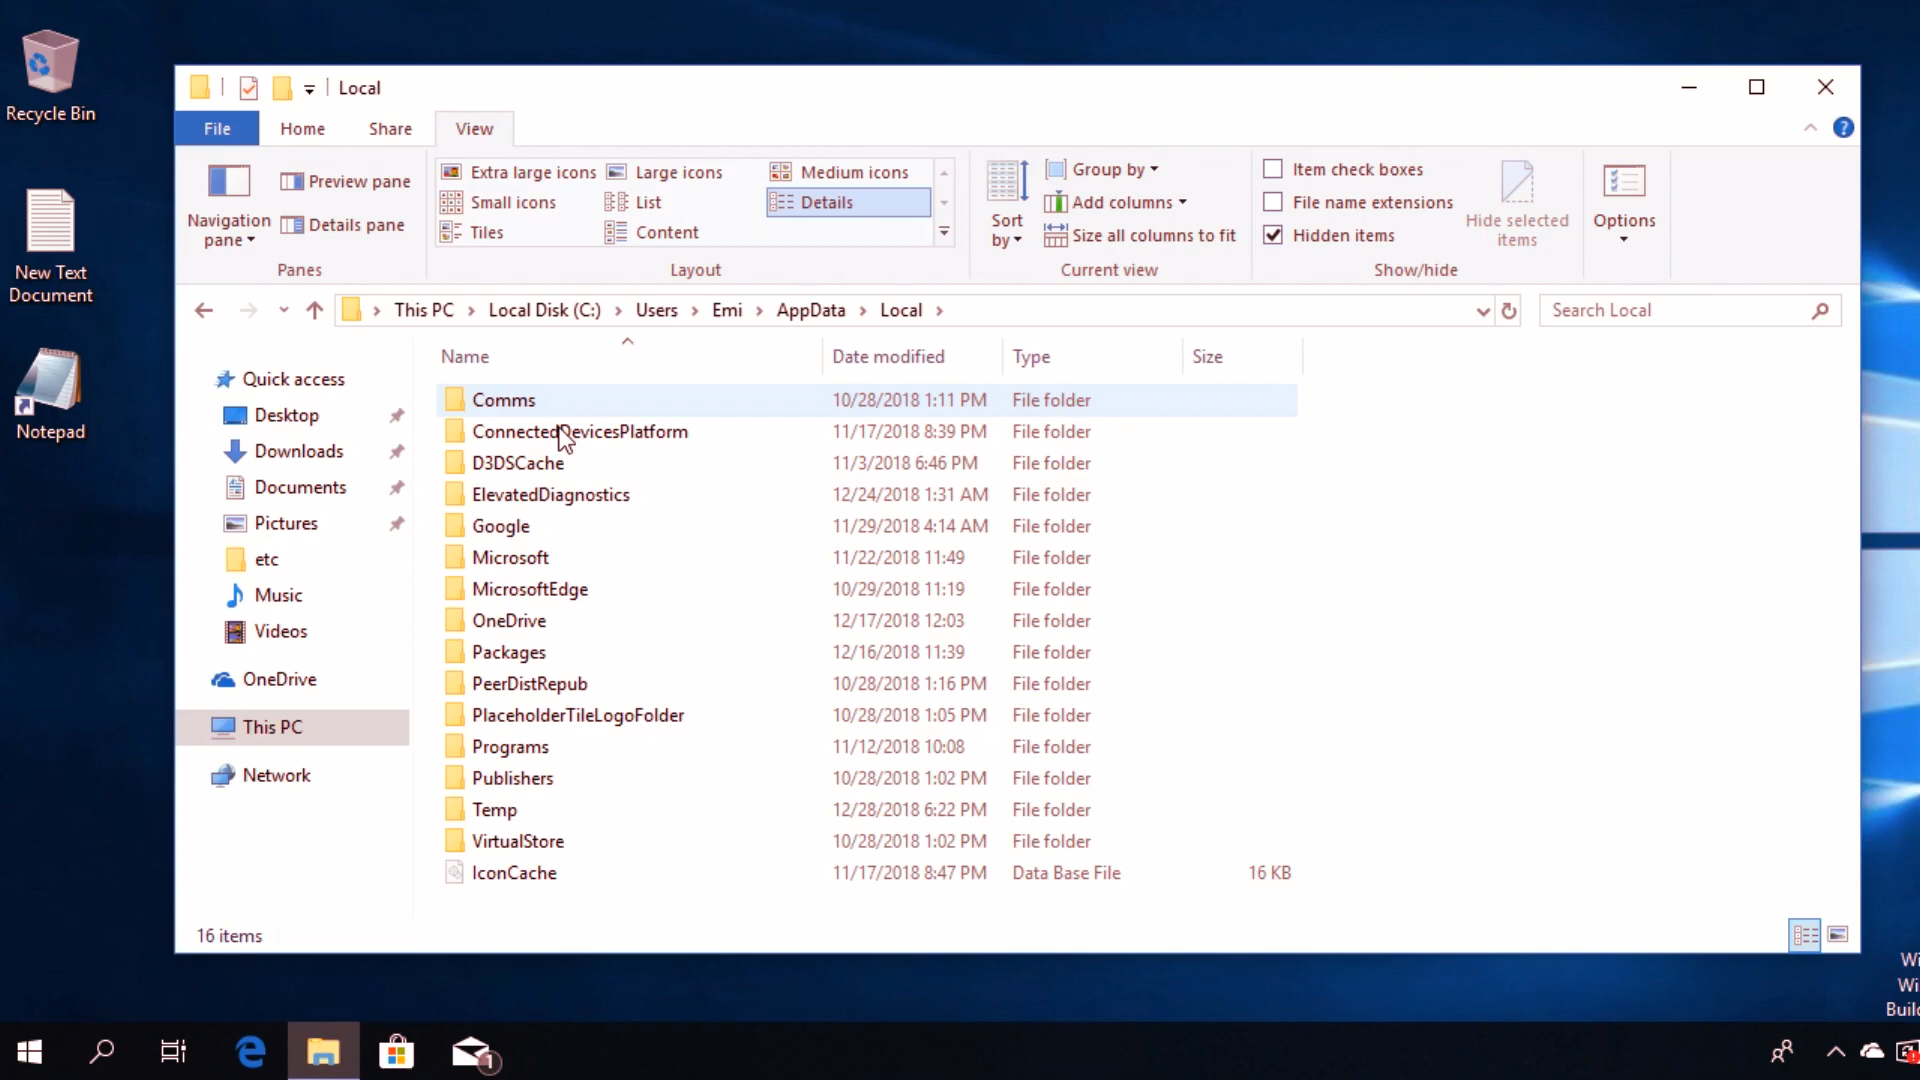 Recycle Bin
New Text
Document
Notepad
Local
File Home Share View
Navigation
pane
Preview pane
Details pane
Panes
Extra large icons Large icons Medium icons
Small icons List Details
Tiles Content
Layout
Sort
by
Group by
Add columns
Size all columns to fit
Current view
Item check boxes
File name extensions
Hidden items
Hide selected
items
Show/hide
Options
This PC Local Disk (C:) Users Emi AppData Local
Search Local
Quick access
Desktop
Downloads
Documents
Pictures
etc
Music
Videos
OneDrive
This PC
Network
Name Date modified Type Size
Comms 10/28/2018 1:11 PM File folder
ConnectedDevicesPlatform 11/17/2018 8:39 PM File folder
D3DSCache 11/3/2018 6:46 PM File folder
ElevatedDiagnostics 12/24/2018 1:31 AM File folder
Google 11/29/2018 4:14 AM File folder
Microsoft 11/22/2018 11:49 File folder
MicrosoftEdge 10/29/2018 11:19 File folder
OneDrive 12/17/2018 12:03 File folder
Packages 12/16/2018 11:39 File folder
PeerDistRepub 10/28/2018 1:16 PM File folder
PlaceholderTileLogoFolder 10/28/2018 1:05 PM File folder
Programs 11/12/2018 10:08 File folder
Publishers 10/28/2018 1:02 PM File folder
Temp 12/28/2018 6:22 PM File folder
VirtualStore 10/28/2018 1:02 PM File folder
IconCache 11/17/2018 8:47 PM Data Base File 16 KB
16 items
Wi
Wi
Build
1